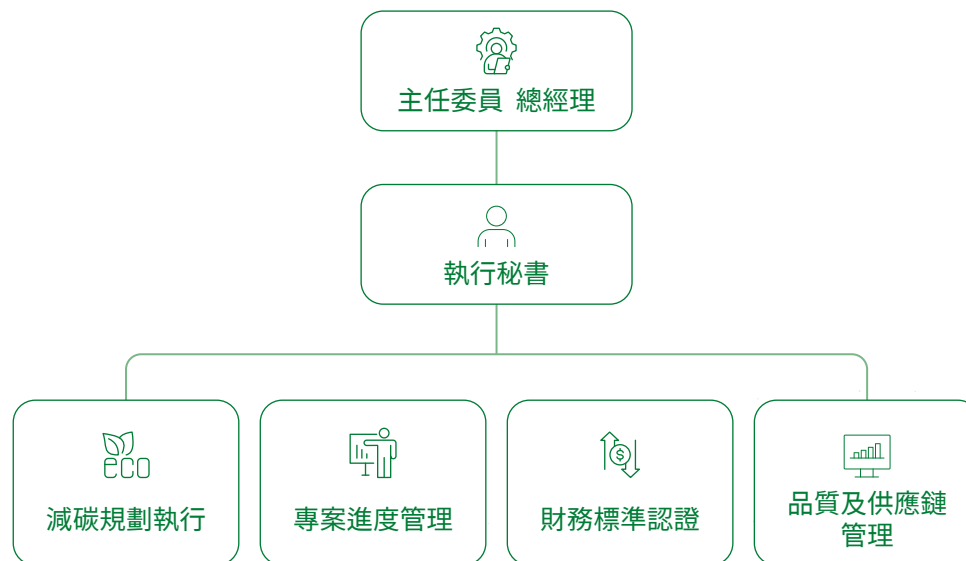 主任委員 總經理
執行秘書
eco
減碳規劃執行
專案進度管理
$
財務標準認證
品質及供應鏈
管理